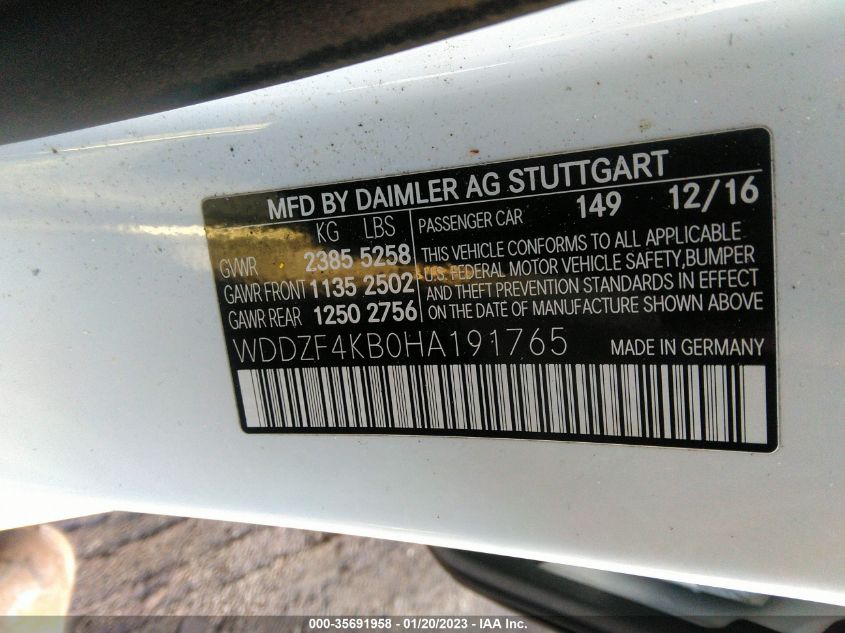 MFD BY DAIMLER AG STUTTGART
KG LBS
GVWR 2385 5258
GAWR FRONT 1135 2502
GAWR REAR 1250 2756
PASSENGER CAR 149 12/16
THIS VEHICLE CONFORMS TO ALL APPLICABLE
U.S. FEDERAL MOTOR VEHICLE SAFETY,BUMPER
AND THEFT PREVENTION STANDARDS IN EFFECT
ON THE DATE OF MANUFACTURE SHOWN ABOVE
WDDZF4KB0HA191765 MADE IN GERMANY
000-35691958 - 01/20/2023 - IAA Inc.